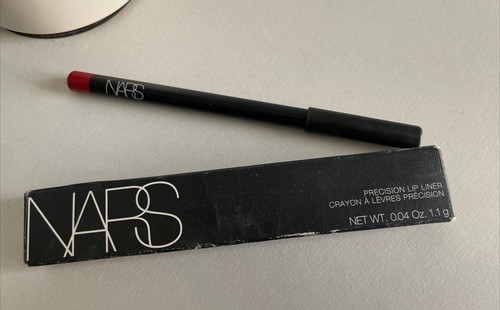 NARS
NARS
PRECISION LIP LINER
CRAYON À LÈVRES PRÉCISION
NET WT. 0.04 Oz. 1.1 g